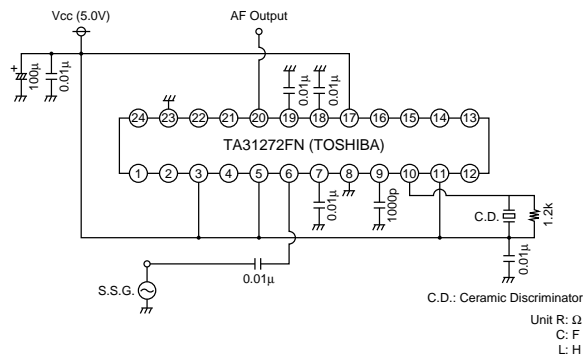 Vcc (5.0V)
AF Output
+
100μ
0.01μ
0.01μ
0.01μ
24 23 22 21 20 19 18 17 16 15 14 13
TA31272FN (TOSHIBA)
1 2 3 4 5 6 7 8 9 10 11 12
0.01μ
1000p
C.D.
1.2k
0.01μ
0.01μ
S.S.G.
C.D.: Ceramic Discriminator
Unit R: Ω
C: F
L: H